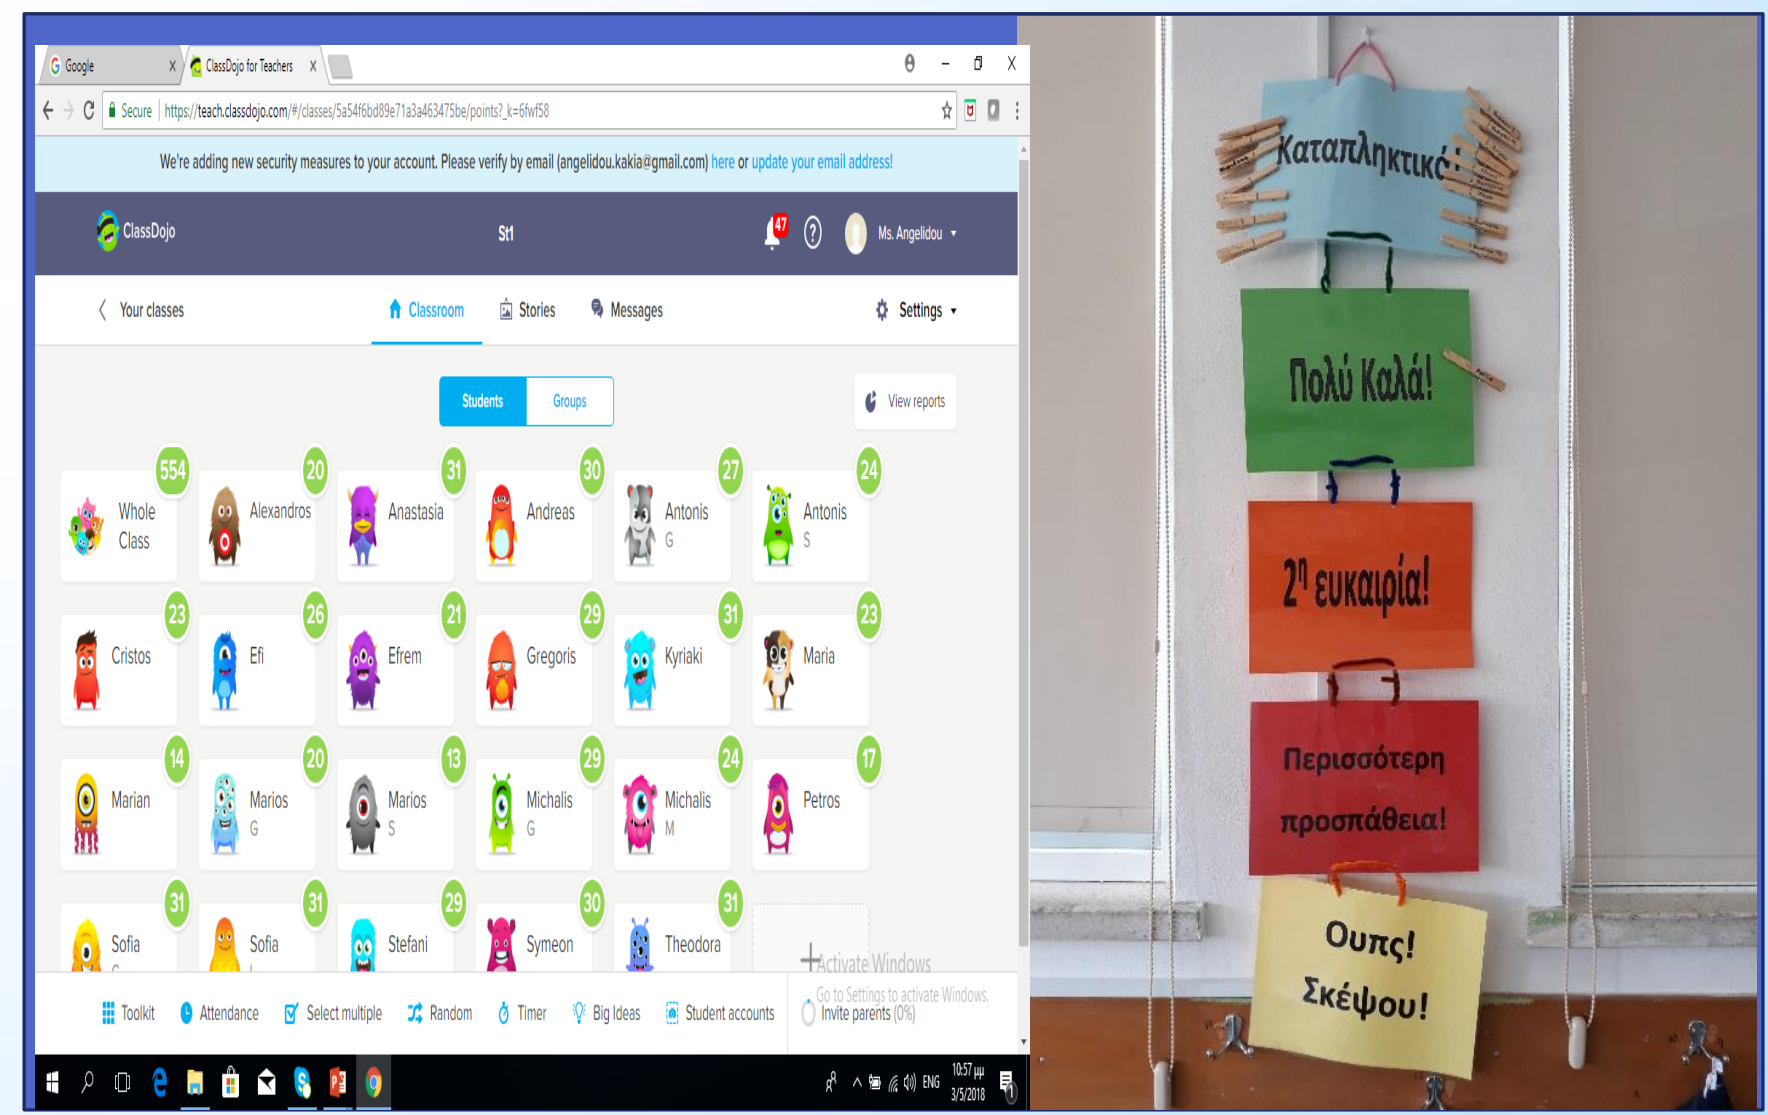 Google
ClassDojo for Teachers
Secure https://teach.classdojo.com/#/classes/5a54f6bd89e71a3a463475be/points?_k=6fwf58
We're adding new security measures to your account. Please verify by email (angelidou.kakia@gmail.com) here or update your email address!
ClassDojo
St1
47
Ms. Angelidou
Your classes
Classroom
Stories
Messages
Settings
Students
Groups
View reports
554
Whole
Class
20
Alexandros
31
Anastasia
30
Andreas
27
Antonis
G
24
Antonis
S
23
Cristos
26
Efi
21
Efrem
29
Gregoris
31
Kyriaki
23
Maria
14
Marian
20
Marios
G
13
Marios
S
29
Michalis
G
24
Michalis
M
17
Petros
31
Sofia
31
Sofia
29
Stefani
30
Symeon
31
Theodora
Activate Windows
Go to Settings to activate Windows.
Toolkit
Attendance
Select multiple
Random
Timer
Big Ideas
Student accounts
Invite parents (0%)
ENG
10:57 μμ
3/5/2018
1
Καταπληκτικά!
Πολύ Καλά!
2η ευκαιρία!
Περισσότερη
προσπάθεια!
Ουπς!
Σκέψου!